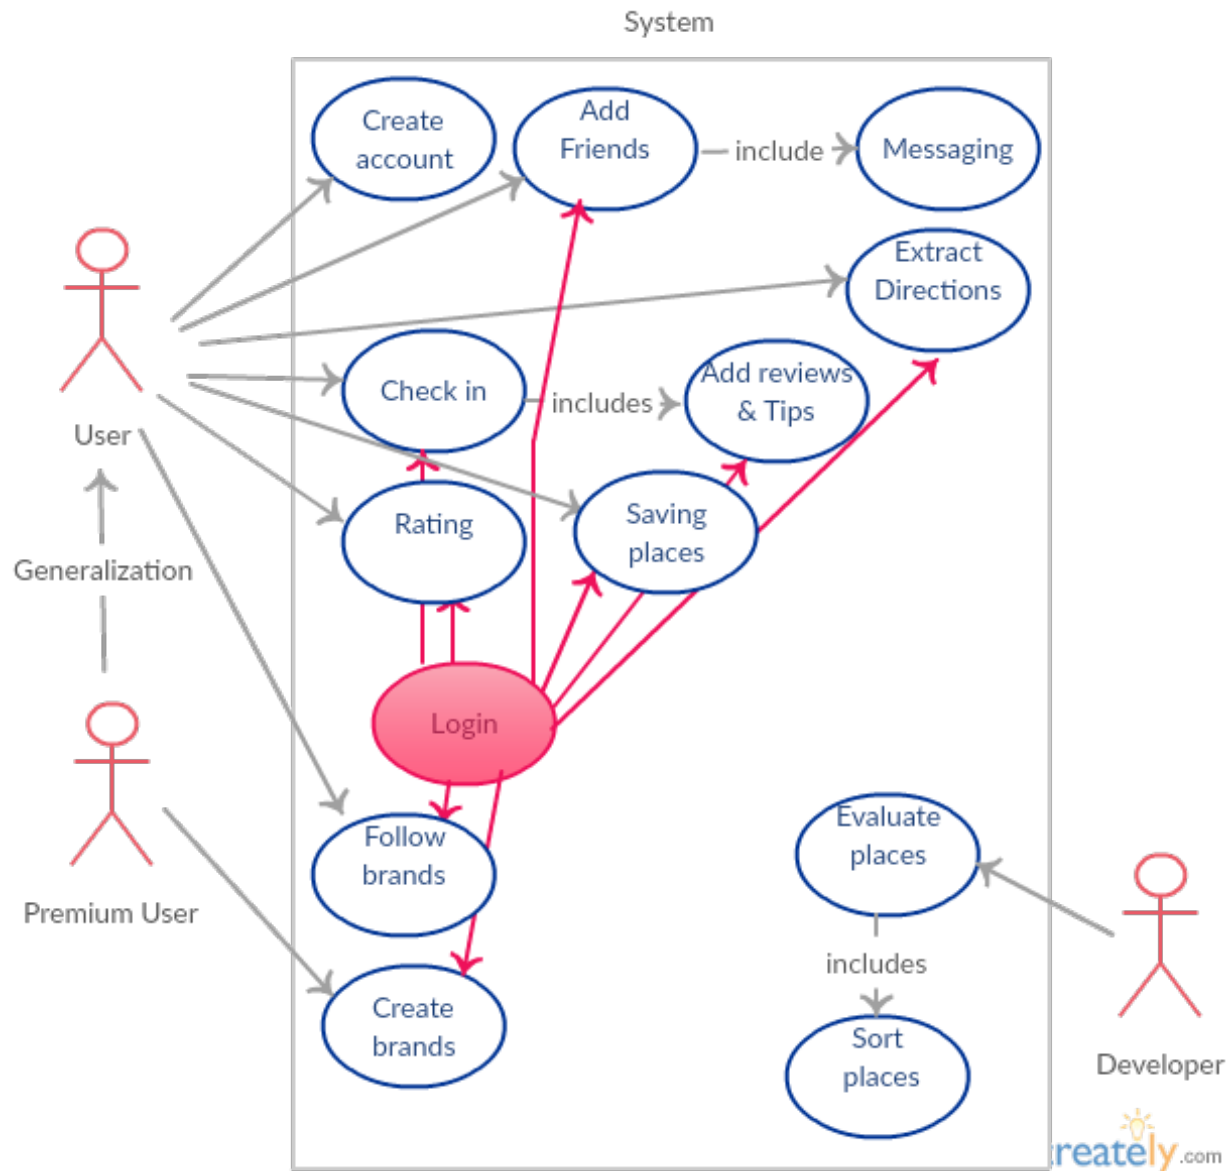 System
Create
account
Add
Friends
include
Messaging
Extract
Directions
User
Check in
includes
Add reviews
& Tips
Rating
Saving
places
Generalization
Login
Premium User
Follow
brands
Evaluate
places
includes
Create
brands
Sort
places
Developer
creately.com